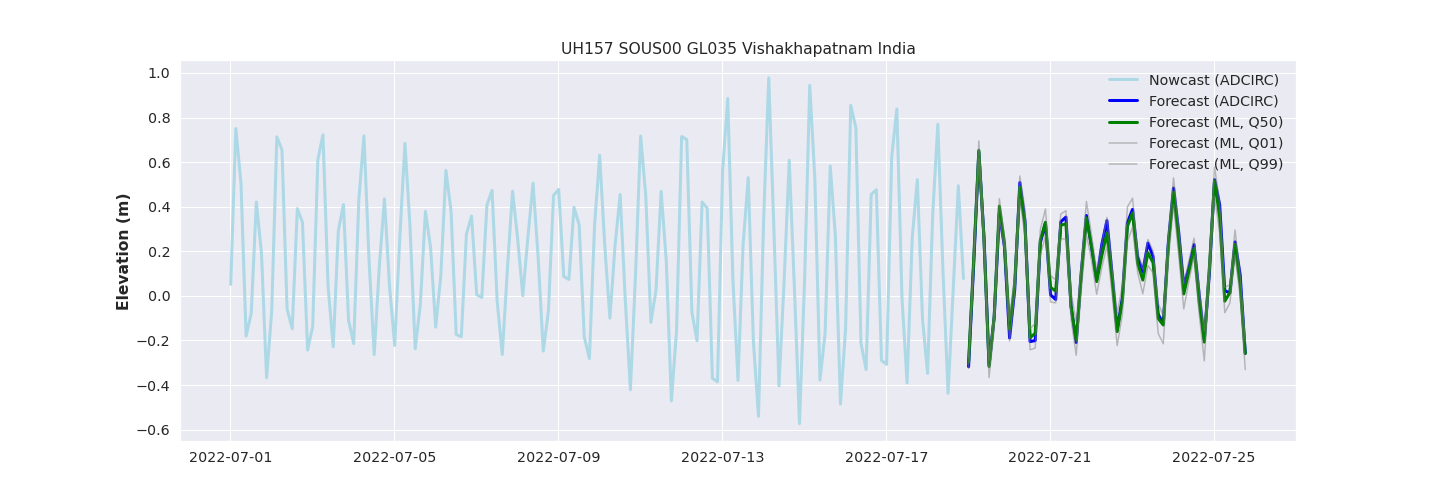 UH157 SOUS00 GL035 Vishakhapatnam India
Elevation (m)
1.0
0.8
0.6
0.4
0.2
0.0
−0.2
−0.4
−0.6
Nowcast (ADCIRC)
Forecast (ADCIRC)
Forecast (ML, Q50)
Forecast (ML, Q01)
Forecast (ML, Q99)
2022-07-01
2022-07-05
2022-07-09
2022-07-13
2022-07-17
2022-07-21
2022-07-25